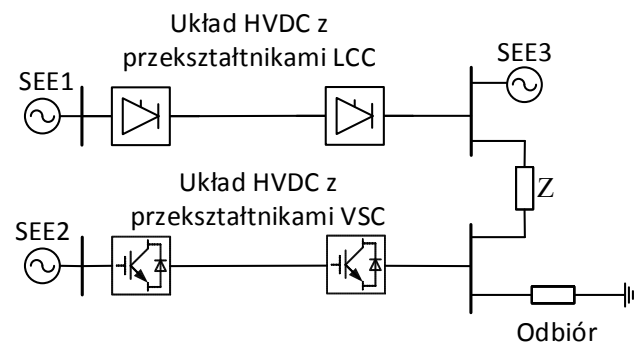 Układ HVDC z
przekształtnikami LCC
SEE1
SEE3
Układ HVDC z
przekształtnikami VSC
Z
SEE2
Odbiór